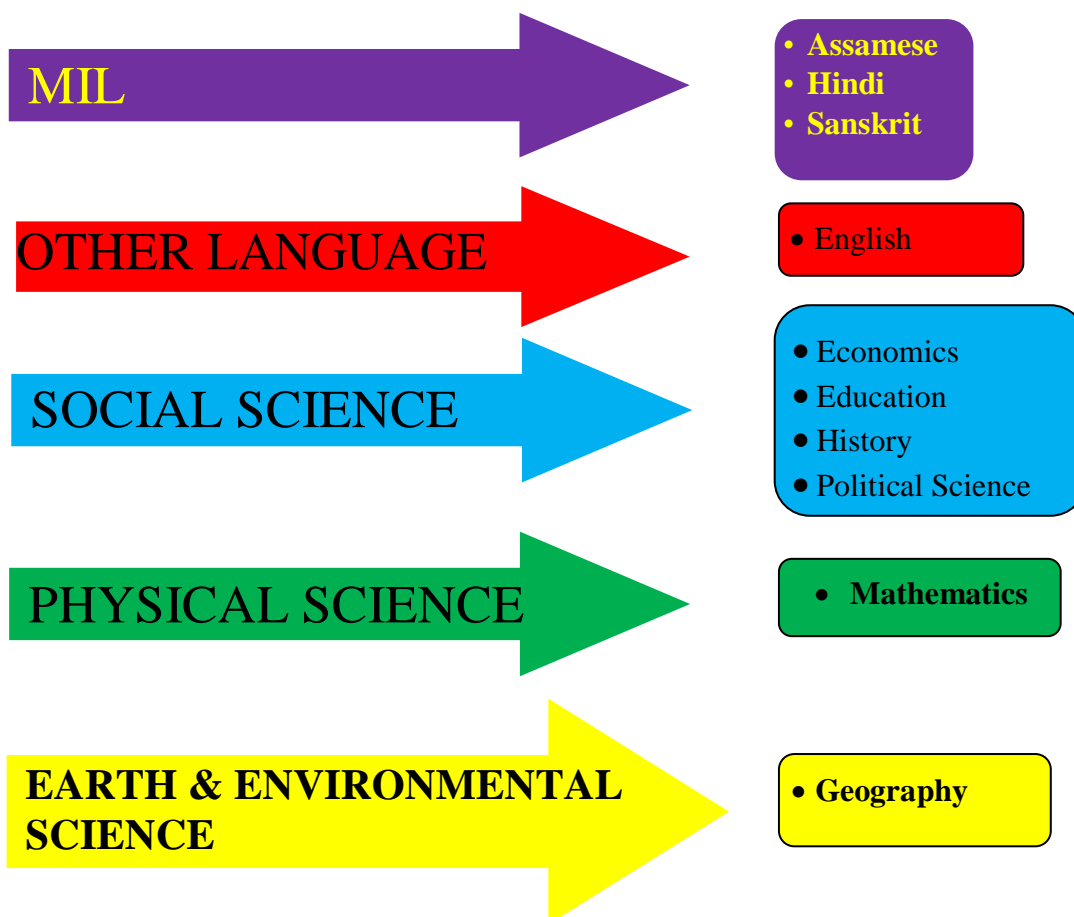 MIL
• Assamese
• Hindi
• Sanskrit
OTHER LANGUAGE
• English
SOCIAL SCIENCE
• Economics
• Education
• History
• Political Science
PHYSICAL SCIENCE
• Mathematics
EARTH & ENVIRONMENTAL
SCIENCE
• Geography